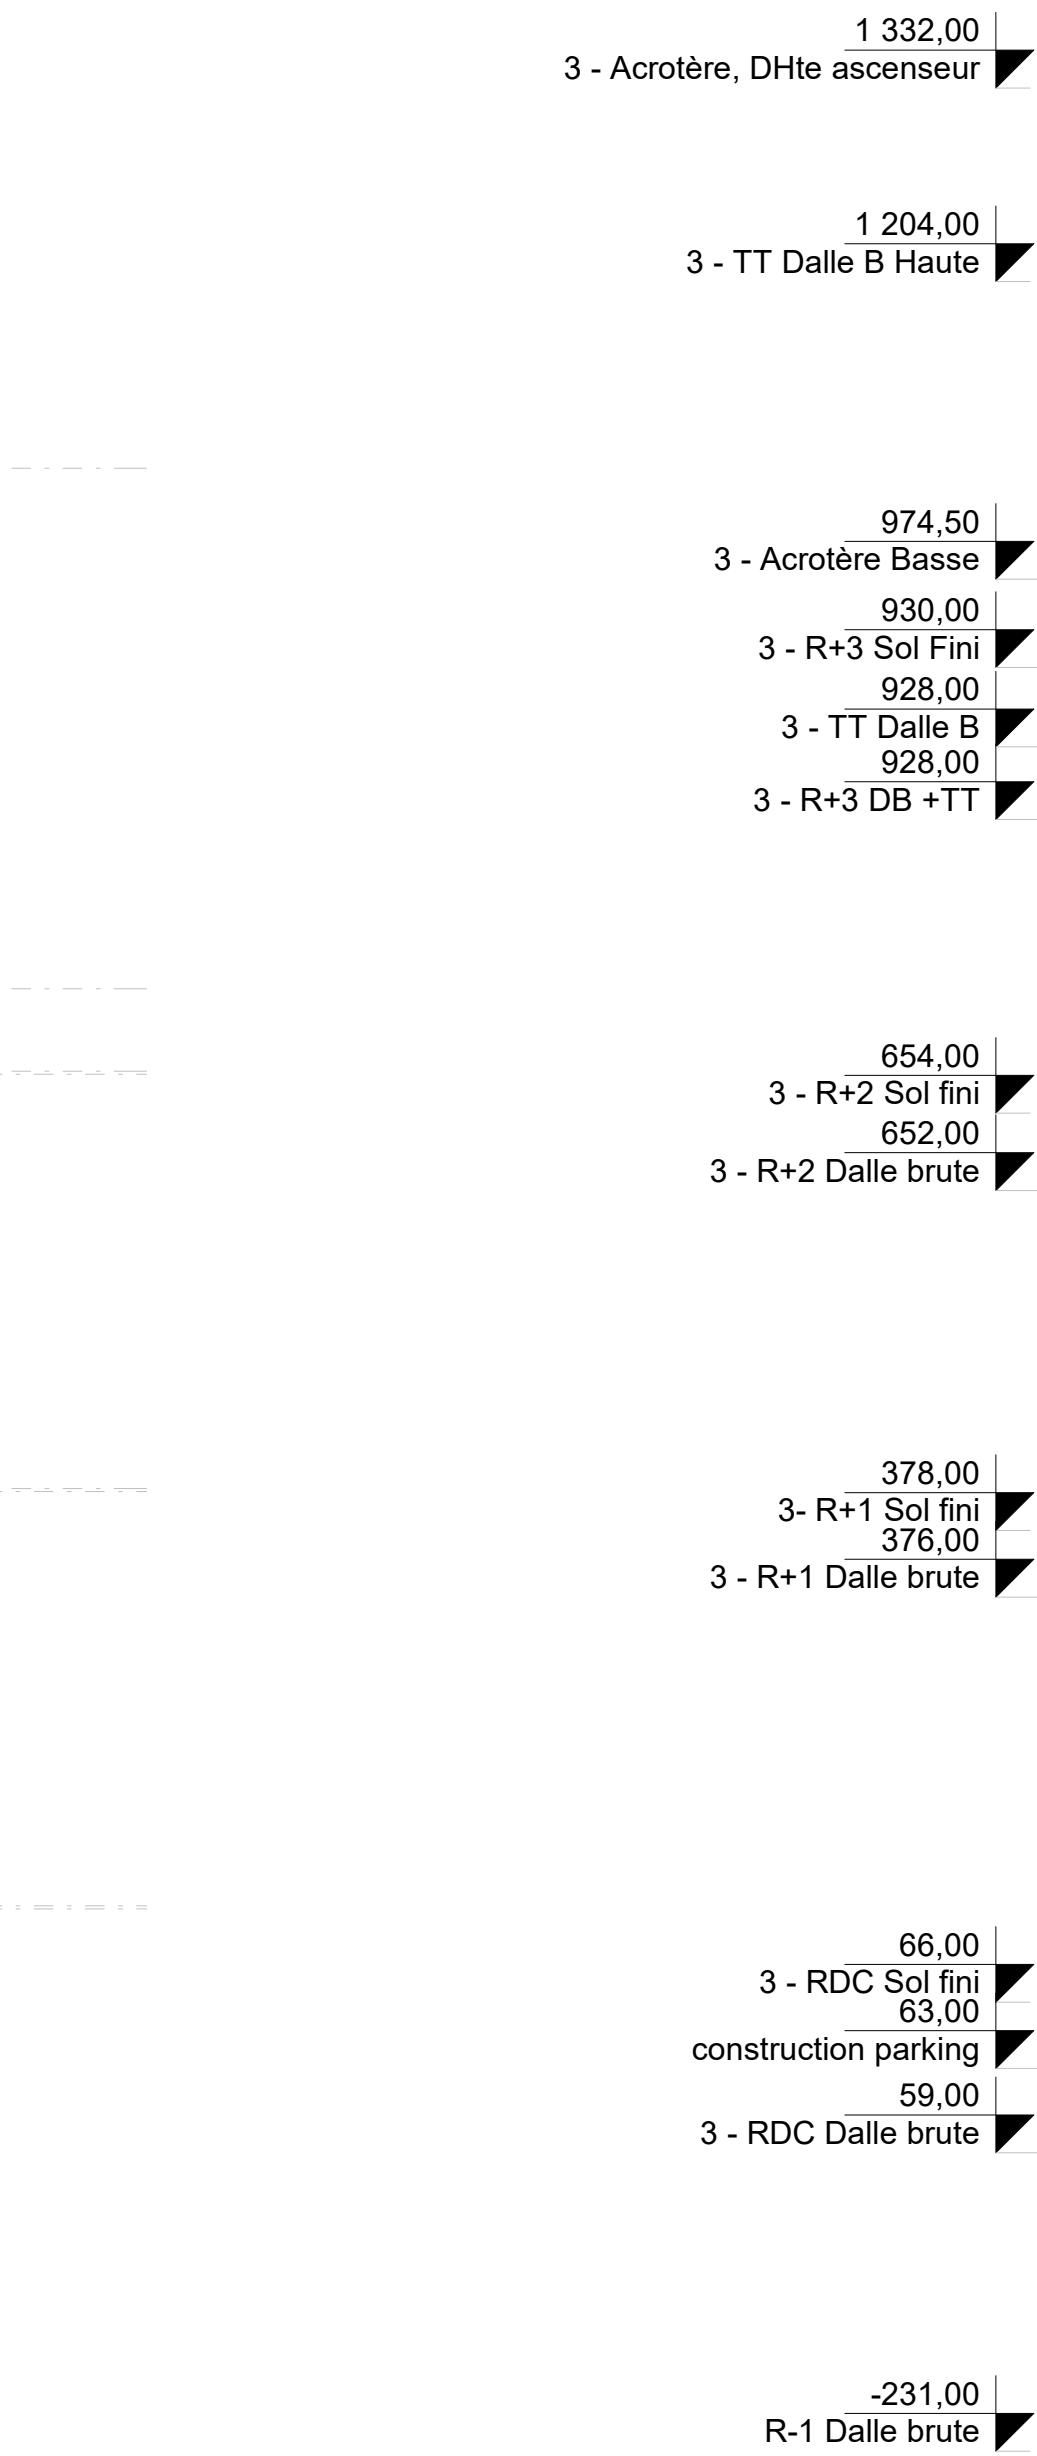 1 332,00
3 - Acrotère, DHte ascenseur
1 204,00
3 - TT Dalle B Haute
974,50
3 - Acrotère Basse
930,00
3 - R+3 Sol Fini
928,00
3 - TT Dalle B
928,00
3 - R+3 DB +TT
654,00
3 - R+2 Sol fini
652,00
3 - R+2 Dalle brute
378,00
3- R+1 Sol fini
376,00
3 - R+1 Dalle brute
66,00
3 - RDC Sol fini
63,00
construction parking
59,00
3 - RDC Dalle brute
-231,00
R-1 Dalle brute